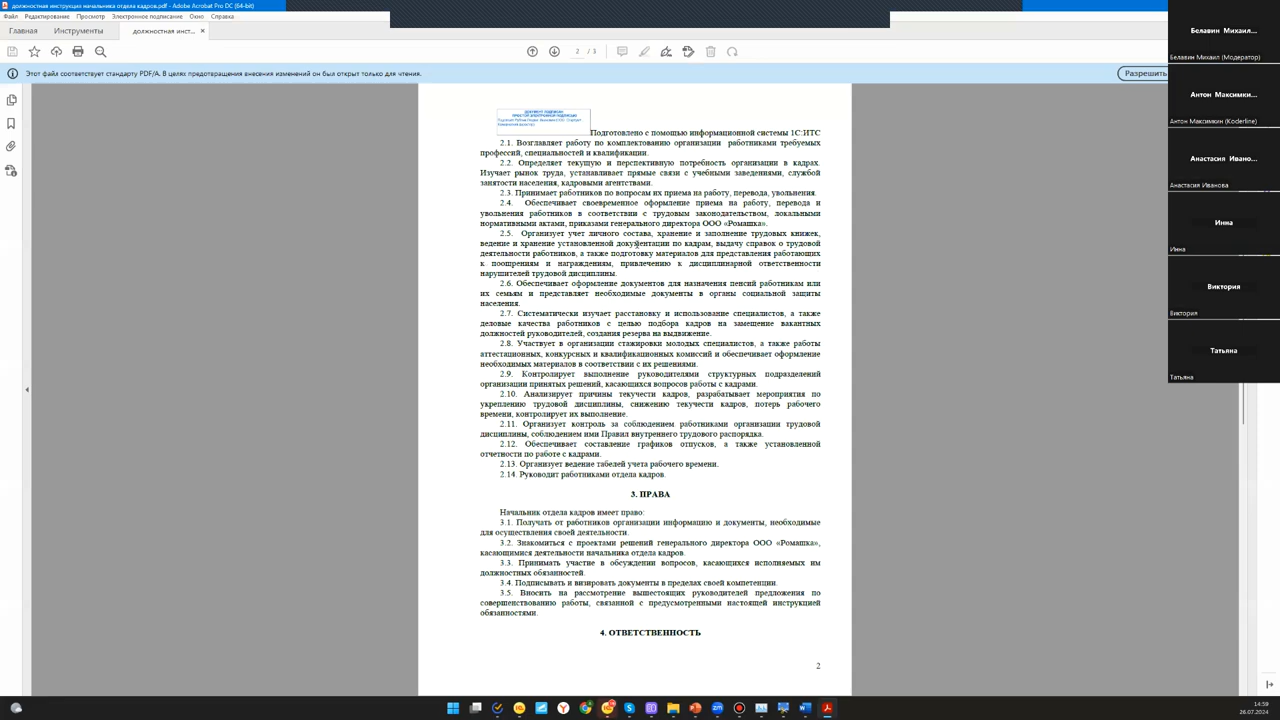 должностная инструкция начальника отдела кадров.pdf - Adobe Acrobat Pro DC (64-bit)
Файл Редактирование Просмотр Электронное подписание Окно Справка
Главная Инструменты должностная инст... ×
2 / 3
Этот файл соответствует стандарту PDF/A. В целях предотвращения внесения изменений он был открыт только для чтения.
Разрешить
ДОКУМЕНТ ПОДПИСАН
ПРОСТОЙ ЭЛЕКТРОННОЙ ПОДПИСЬЮ
Подготовлено с помощью информационной системы 1С:ИТС
2.1. Возглавляет работу по комплектованию организации работниками требуемых
профессий, специальностей и квалификации.
2.2. Определяет текущую и перспективную потребность организации в кадрах.
Изучает рынок труда, устанавливает прямые связи с учебными заведениями, службой
занятости населения, кадровыми агентствами.
2.3. Принимает работников по вопросам их приема на работу, перевода, увольнения.
2.4. Обеспечивает своевременное оформление приема на работу, перевода и
увольнения работников в соответствии с трудовым законодательством, локальными
нормативными актами, приказами генерального директора ООО «Ромашка».
2.5. Организует учет личного состава, хранение и заполнение трудовых книжек,
ведение и хранение установленной документации по кадрам, выдачу справок о трудовой
деятельности работников, а также подготовку материалов для представления работающих
к поощрениям и награждениям, привлечению к дисциплинарной ответственности
нарушителей трудовой дисциплины.
2.6. Обеспечивает оформление документов для назначения пенсий работникам или
их семьям и представляет необходимые документы в органы социальной защиты
населения.
2.7. Систематически изучает расстановку и использование специалистов, а также
деловые качества работников с целью подбора кадров на замещение вакантных
должностей руководителей, создания резерва на выдвижение.
2.8. Участвует в организации стажировки молодых специалистов, а также работы
аттестационных, конкурсных и квалификационных комиссий и обеспечивает оформление
необходимых материалов в соответствии с их решениями.
2.9. Контролирует выполнение руководителями структурных подразделений
организации принятых решений, касающихся вопросов работы с кадрами.
2.10. Анализирует причины текучести кадров, разрабатывает мероприятия по
укреплению трудовой дисциплины, снижению текучести кадров, потерь рабочего
времени, контролирует их выполнение.
2.11. Организует контроль за соблюдением работниками организации трудовой
дисциплины, соблюдением ими Правил внутреннего трудового распорядка.
2.12. Обеспечивает составление графиков отпусков, а также установленной
отчетности по работе с кадрами.
2.13. Организует ведение табелей учета рабочего времени.
2.14. Руководит работниками отдела кадров.
3. ПРАВА
Начальник отдела кадров имеет право:
3.1. Получать от работников организации информацию и документы, необходимые
для осуществления своей деятельности.
3.2. Знакомиться с проектами решений генерального директора ООО «Ромашка»,
касающимися деятельности начальника отдела кадров.
3.3. Принимать участие в обсуждении вопросов, касающихся исполняемых им
должностных обязанностей.
3.4. Подписывать и визировать документы в пределах своей компетенции.
3.5. Вносить на рассмотрение вышестоящих руководителей предложения по
совершенствованию работы, связанной с предусмотренными настоящей инструкцией
обязанностями.
4. ОТВЕТСТВЕННОСТЬ
2
Белавин Михаил...
Белавин Михаил (Модератор)
Антон Максимки...
Антон Максимкин (Koderline)
Анастасия Ивано...
Анастасия Иванова
Инна
Инна
Виктория
Виктория
Татьяна
Татьяна
14:59
26.07.2024